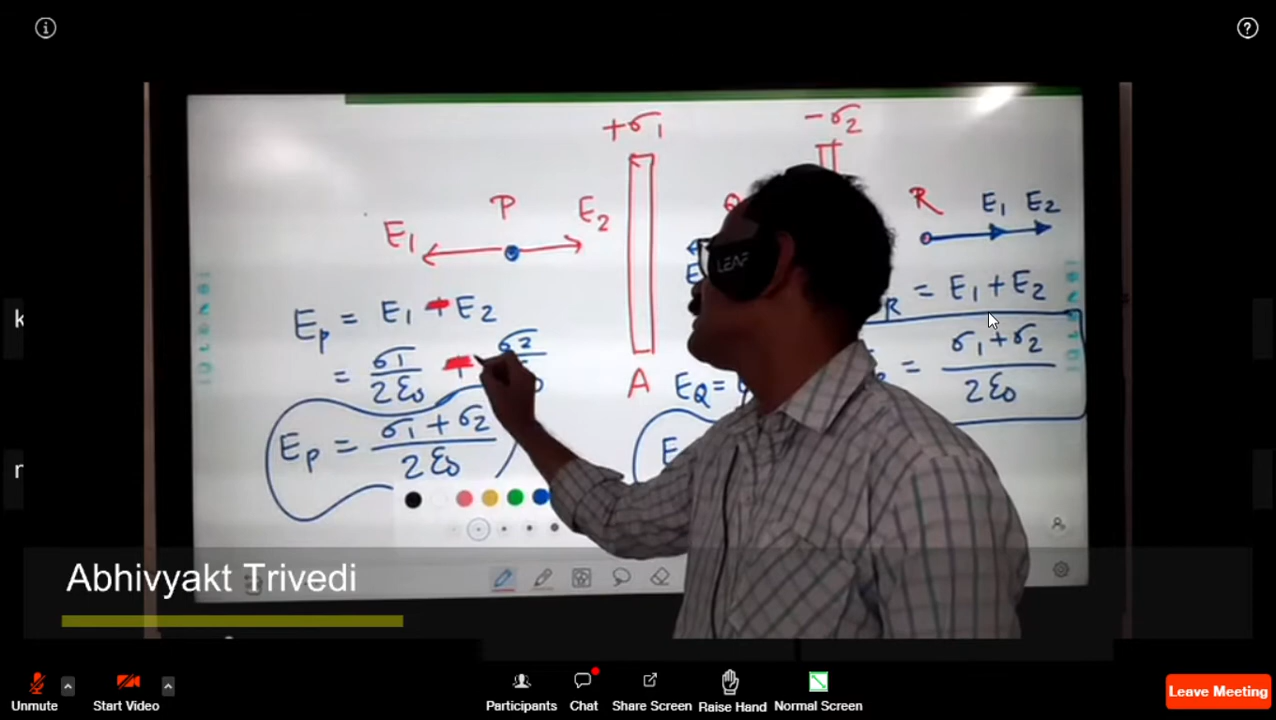 +σ1
-σ2
E1
P
E2
Q
R
E1 E2
Ep = E1 + E2
R = E1 + E2
= σ1/2ε0 + σ2
= σ1+σ2/2ε0
A
EQ =
Ep = σ1 + σ2/2ε0
E
LEAF
k
Abhivyakt Trivedi
Unmute
Start Video
Participants
Chat
Share Screen
Raise Hand
Normal Screen
Leave Meeting